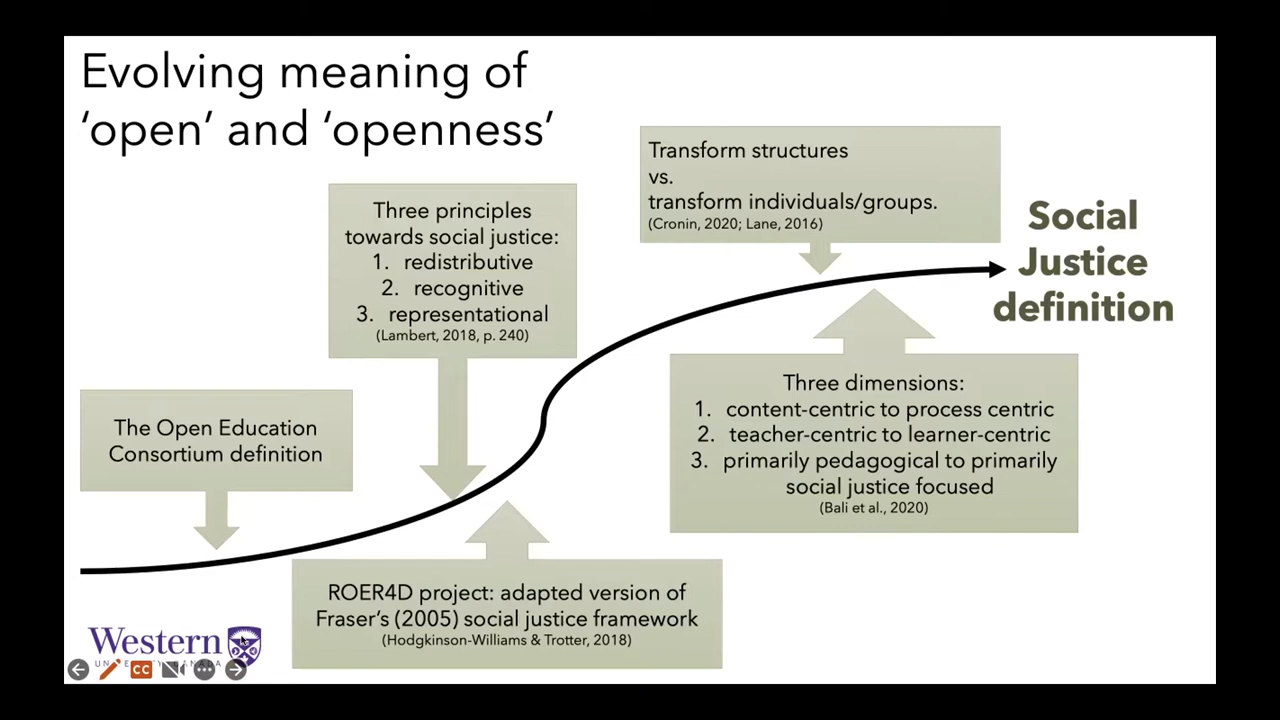 Evolving meaning of
‘open’ and ‘openness’
Transform structures
vs.
transform individuals/groups.
(Cronin, 2020; Lane, 2016)
Three principles
towards social justice:
1. redistributive
2. recognitive
3. representational
(Lambert, 2018, p. 240)
Social
Justice
definition
Three dimensions:
1. content-centric to process centric
2. teacher-centric to learner-centric
3. primarily pedagogical to primarily
social justice focused
(Bali et al., 2020)
The Open Education
Consortium definition
ROER4D project: adapted version of
Fraser’s (2005) social justice framework
(Hodgkinson-Williams & Trotter, 2018)
Western
CC